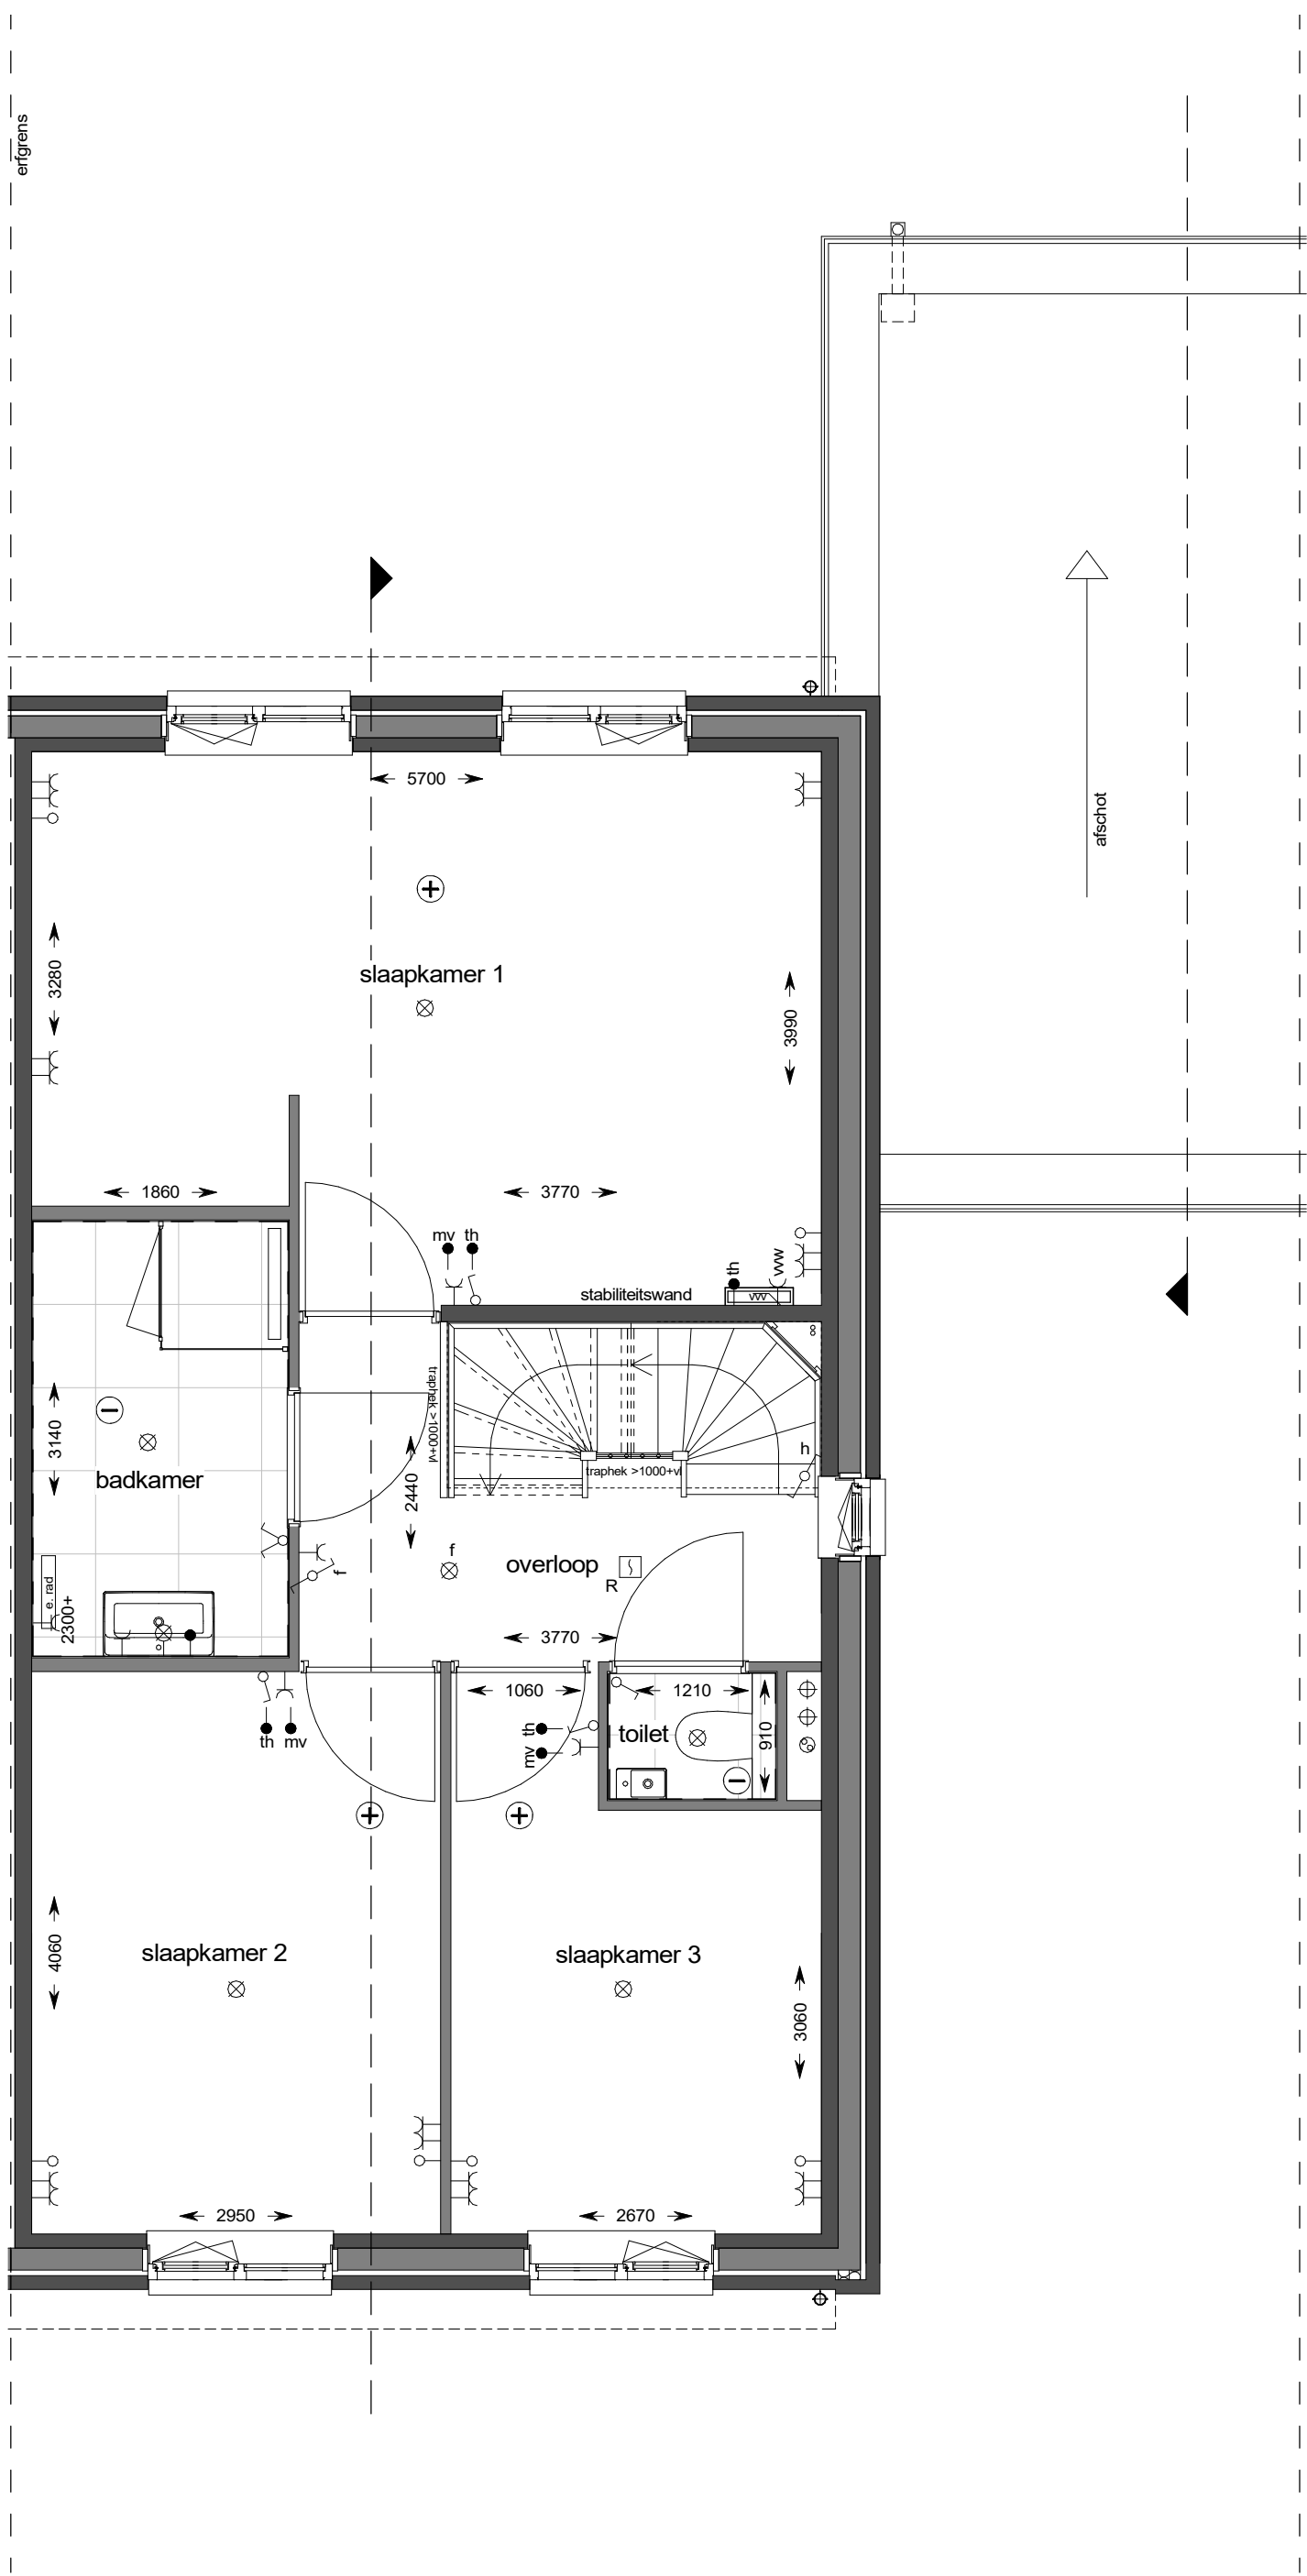 erfgrens
5700
afschot
slaapkamer 1
3280
3990
1860
3770
mv th
th
vw
stabiliteitswand
vw
traphek >1000+vl
h
3140
2440
traphek >1000+vl
badkamer
f
f
overloop
R
e. rad
2300+
3770
1060
1210
toilet
910
th
mv
th mv
4060
slaapkamer 2
slaapkamer 3
3060
2950
2670